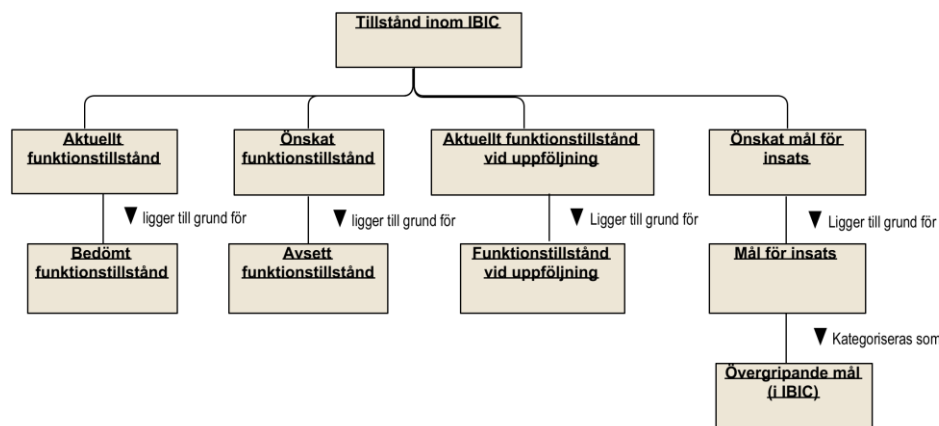 Tillstånd inom IBIC
Aktuellt
funktionstillstånd
Önskat
funktionstillstånd
Aktuellt funktionstillstånd
vid uppföljning
Önskat mål för
insats
ligger till grund för
ligger till grund för
Ligger till grund för
Ligger till grund för
Bedömt
funktionstillstånd
Avsett
funktionstillstånd
Funktionstillstånd
vid uppföljning
Mål för insats
Kategoriseras som
Övergripande mål
(i IBIC)